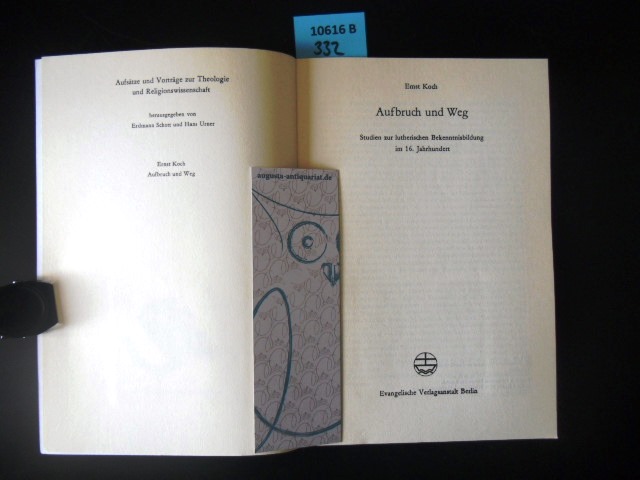 10616 B
332
Aufsätze und Vorträge zur Theologie
und Religionswissenschaft
herausgegeben von
Erdmann Schott und Hans Urner
Ernst Koch
Aufbruch und Weg
augusta-antiquariat.de
Ernst Koch
Aufbruch und Weg
Studien zur lutherischen Bekenntnisbildung
im 16. Jahrhundert
Evangelische Verlagsanstalt Berlin